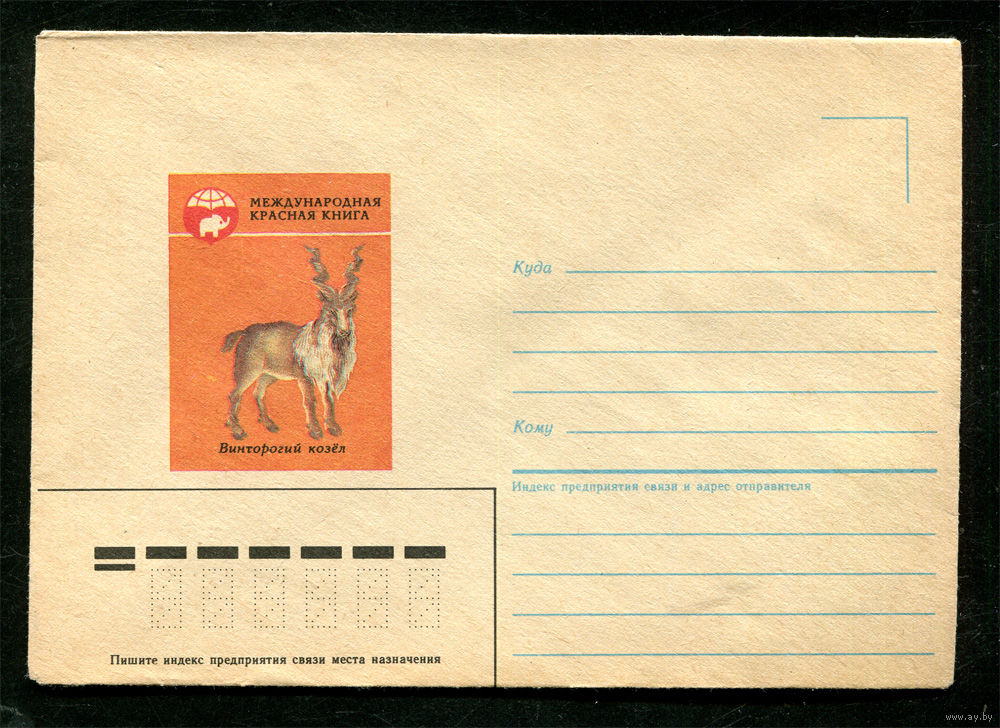 МЕЖДУНАРОДНАЯ
КРАСНАЯ КНИГА
Винторогий козёл
Куда
Кому
Индекс предприятия связи и адрес отправителя
Пишите индекс предприятия связи места назначения
www.ay.by